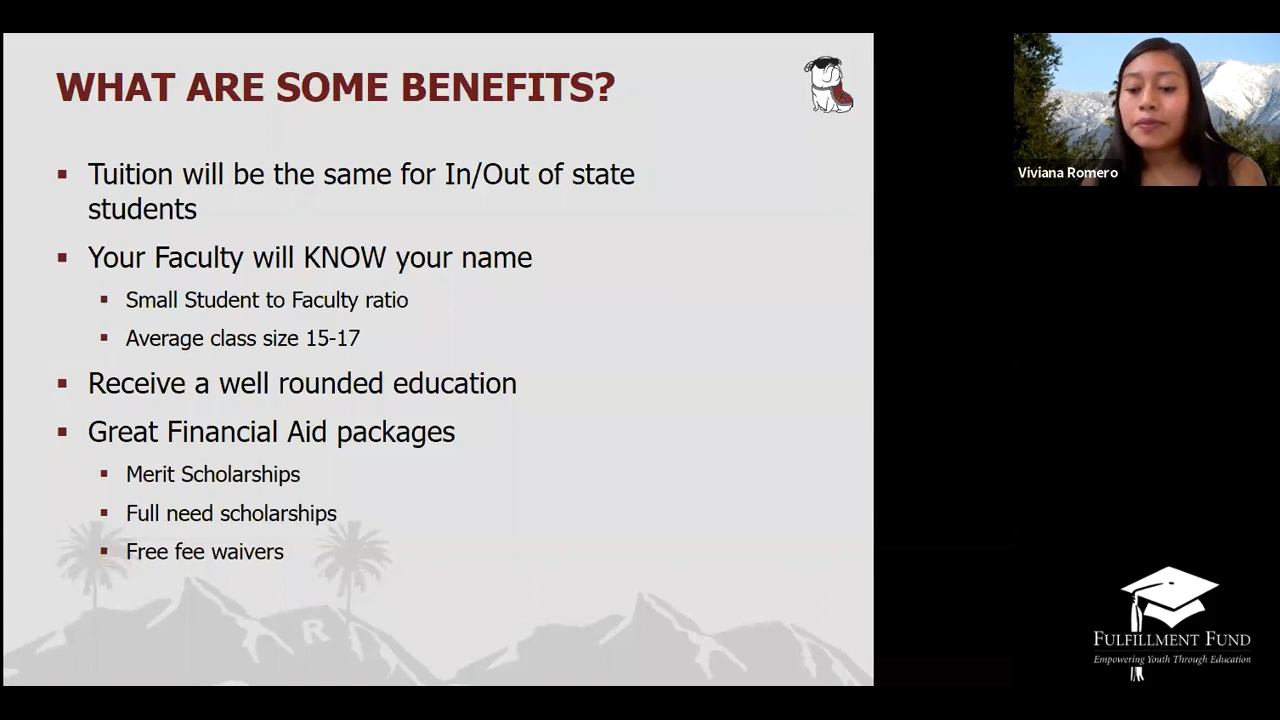 WHAT ARE SOME BENEFITS?
Tuition will be the same for In/Out of state
students
Your Faculty will KNOW your name
Small Student to Faculty ratio
Average class size 15-17
Receive a well rounded education
Great Financial Aid packages
Merit Scholarships
Full need scholarships
Free fee waivers
R
Viviana Romero
FULFILLMENT FUND
Empowering Youth Through Education